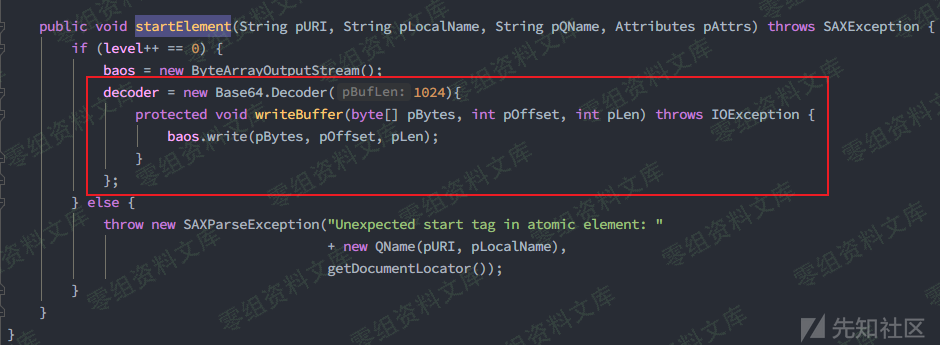 public void startElement(String pURI, String pLocalName, String pQName, Attributes pAttrs) throws SAXException {
if (level++ == 0) {
baos = new ByteArrayOutputStream();
decoder = new Base64.Decoder( pBufLen: 1024){
protected void writeBuffer(byte[] pBytes, int pOffset, int pLen) throws IOException {
baos.write(pBytes, pOffset, pLen);
}
};
} else {
throw new SAXParseException("Unexpected start tag in atomic element: "
+ new QName(pURI, pLocalName),
getDocumentLocator());
}
}
}
零组资料文库
先知社区